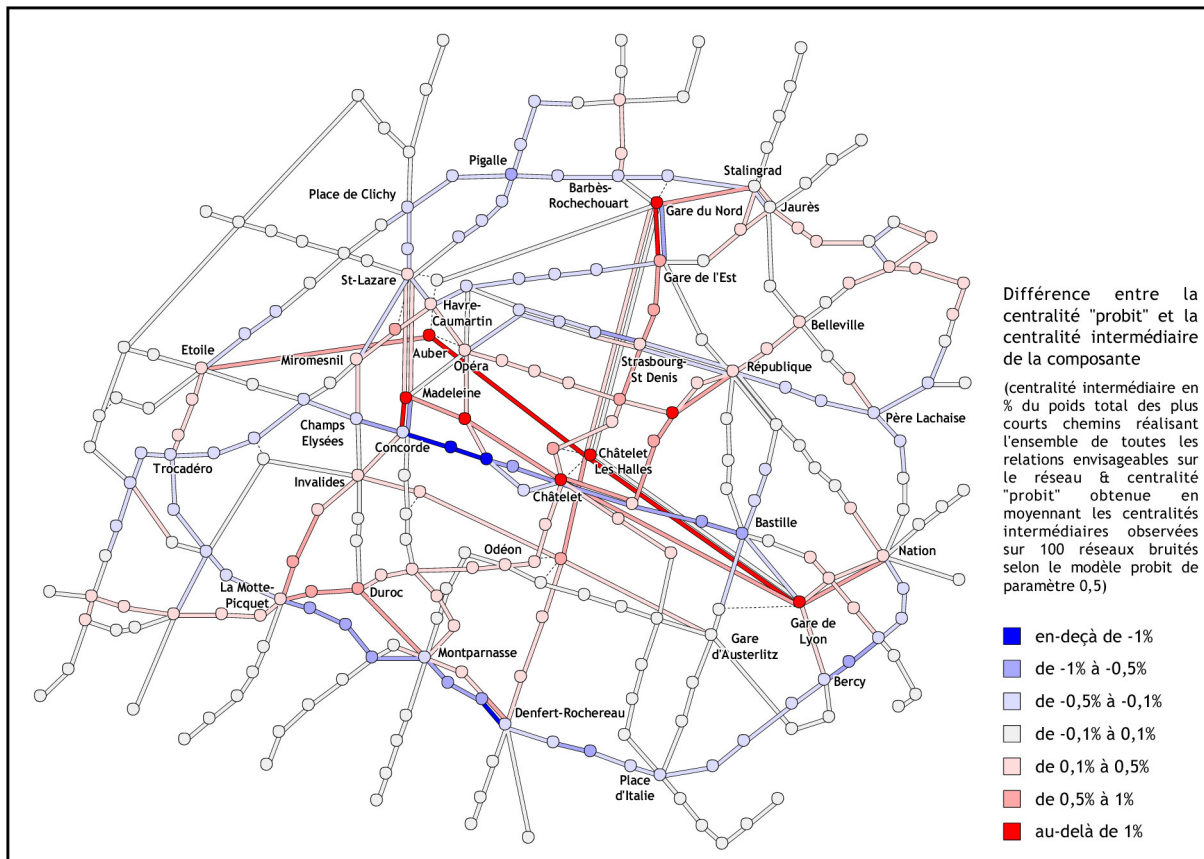 Pigalle
Stalingrad
Place de Clichy
Barbès-
Rochechouart
Gare du Nord
Jaurès
St-Lazare
Gare de l'Est
Havre-
Caumartin
Belleville
Etoile
Miromesnil
Auber
Opéra
Strasbourg-
St Denis
République
Madeleine
Champs
Elysées
Concorde
Père Lachaise
Trocadéro
Invalides
Châtelet
Les Halles
Châtelet
Bastille
Odéon
Nation
La Motte-
Picquet
Duroc
Gare de
Lyon
Gare
d'Austerlitz
Montparnasse
Bercy
Denfert-Rochereau
Place
d'Italie
Différence entre la
centralité "probit" et la
centralité intermédiaire
de la composante
(centralité intermédiaire en
% du poids total des plus
courts chemins réalisant
l'ensemble de toutes les
relations envisageables sur
le réseau & centralité
"probit" obtenue en
moyennant les centralités
intermédiaires observées
sur 100 réseaux bruités
selon le modèle probit de
paramètre 0,5)
en-deçà de -1%
de -1% à -0,5%
de -0,5% à -0,1%
de -0,1% à 0,1%
de 0,1% à 0,5%
de 0,5% à 1%
au-delà de 1%